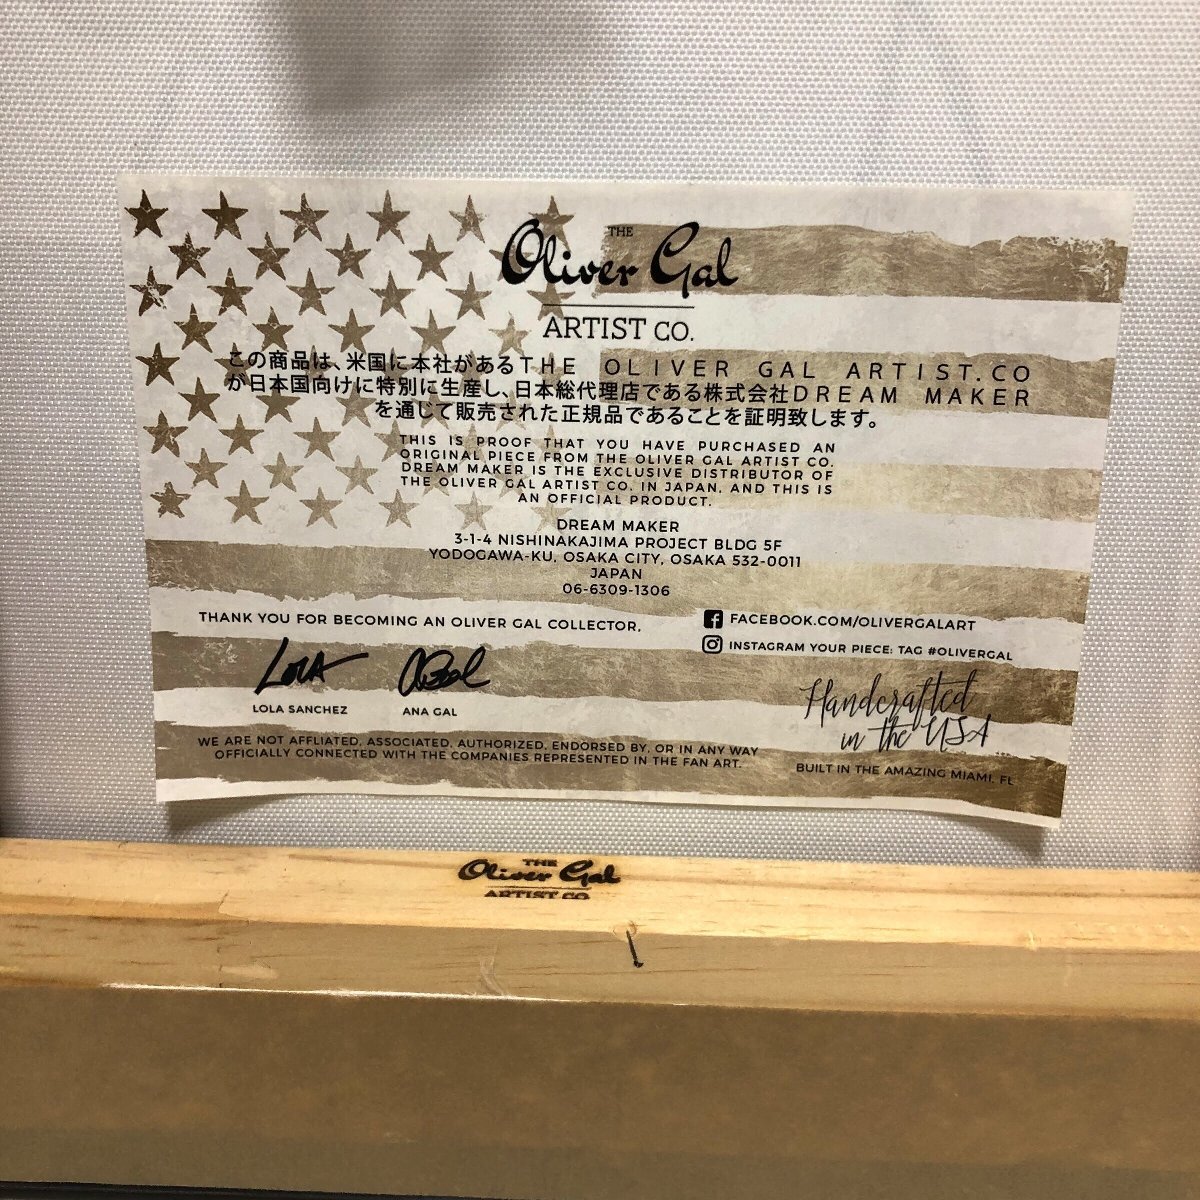 THE
Oliver Gal
ARTIST CO.
この商品は、米国に本社があるTHE OLIVER GAL ARTIST.CO
が日本国向けに特別に生産し、日本総代理店である株式会社DREAM MAKER
を通じて販売された正規品であることを証明致します。
THIS IS PROOF THAT YOU HAVE PURCHASED AN
ORIGINAL PIECE FROM THE OLIVER GAL ARTIST CO.
DREAM MAKER IS THE EXCLUSIVE DISTRIBUTOR OF
THE OLIVER GAL ARTIST CO. IN JAPAN, AND THIS IS
AN OFFICIAL PRODUCT.
DREAM MAKER
3-1-4 NISHINAKAJIMA PROJECT BLDG 5F
YODOGAWA-KU, OSAKA CITY, OSAKA 532-0011
JAPAN
06-6309-1306
THANK YOU FOR BECOMING AN OLIVER GAL COLLECTOR,
LOLA
LOLA SANCHEZ
ANA GAL
FACEBOOK.COM/OLIVERGALART
INSTAGRAM YOUR PIECE: TAG #OLIVERGAL
Handcrafted
in the USA
BUILT IN THE AMAZING MIAMI, FL
WE ARE NOT AFFLIATED, ASSOCIATED, AUTHORIZED, ENDORSED BY, OR IN ANY WAY
OFFICIALLY CONNECTED WITH THE COMPANIES REPRESENTED IN THE FAN ART.
THE
Oliver Gal
ARTIST CO.